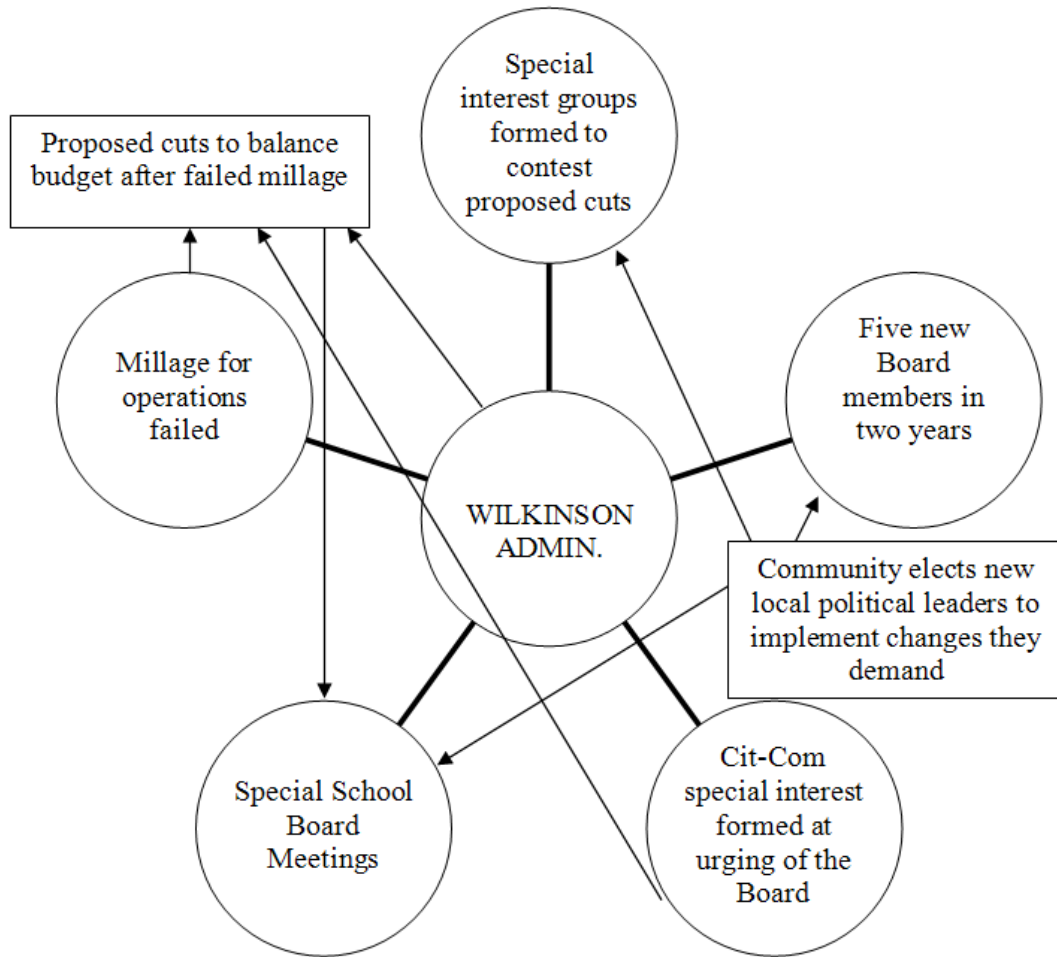 Special
interest groups
formed to
contest
proposed cuts
Proposed cuts to balance
budget after failed millage
Millage for
operations
failed
Five new
Board
members in
two years
WILKINSON
ADMIN.
Community elects new
local political leaders to
implement changes they
demand
Special School
Board
Meetings
Cit-Com
special interest
formed at
urging of the
Board